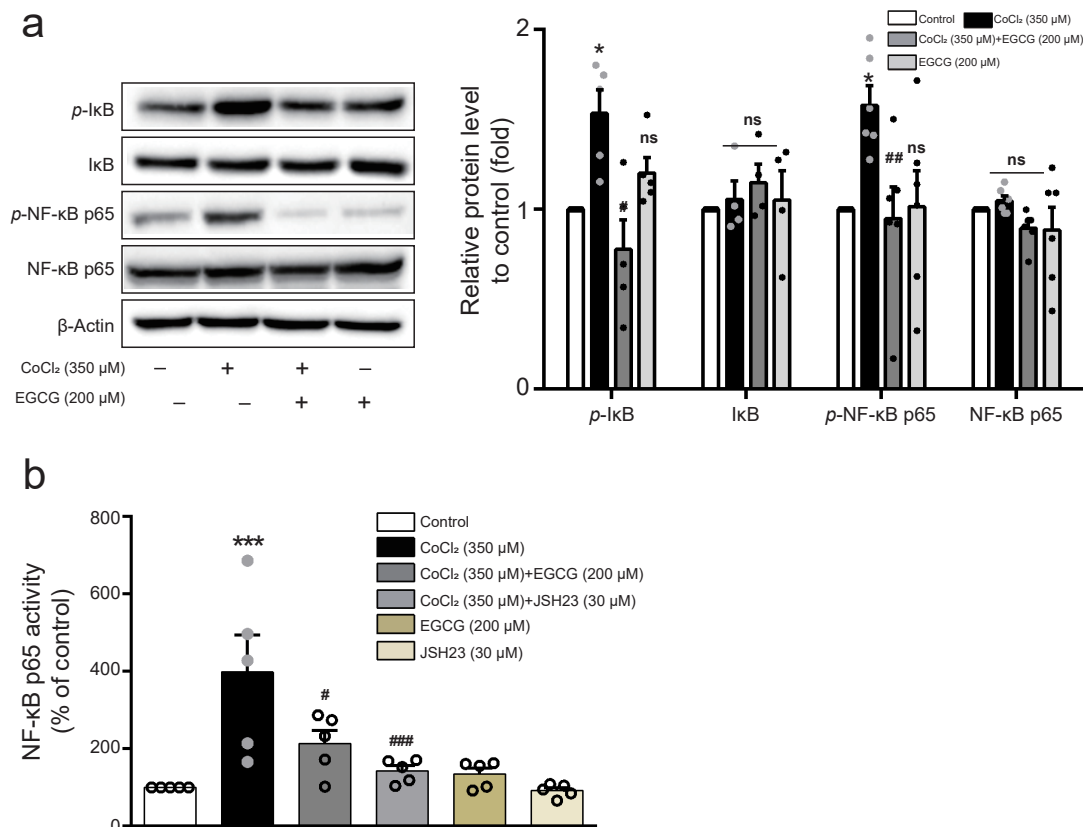 a
p-IκB
IκB
p-NF-κB p65
NF-κB p65
β-Actin
CoCl₂ (350 μM) – + + –
EGCG (200 μM) – – + +
Relative protein level
to control (fold)
2
1
0
Control CoCl₂ (350 μM)
CoCl₂ (350 μM)+EGCG (200 μM)
EGCG (200 μM)
* # ns
ns
* ## ns
ns
p-IκB IκB p-NF-κB p65 NF-κB p65
b
NF-κB p65 activity
(% of control)
800
600
400
200
0
*** # ###
Control
CoCl₂ (350 μM)
CoCl₂ (350 μM)+EGCG (200 μM)
CoCl₂ (350 μM)+JSH23 (30 μM)
EGCG (200 μM)
JSH23 (30 μM)